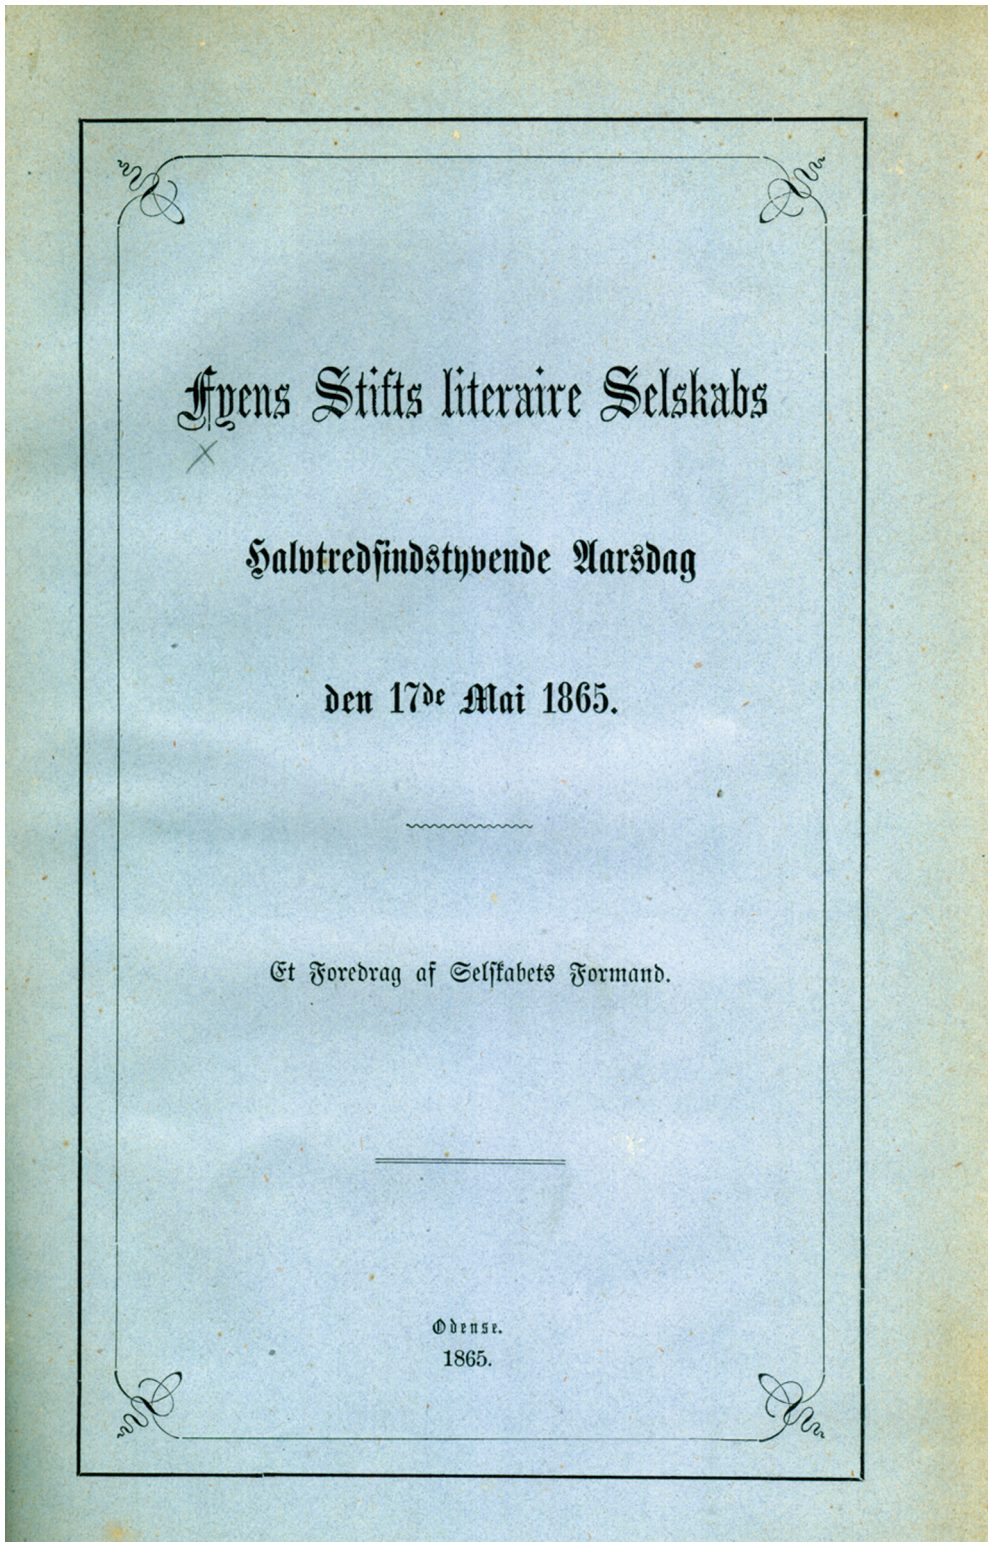 Fyens Stifts literaire Selskabs
Halvtredsindstyvende Aarsdag
den 17de Mai 1865.
Et Foredrag af Selskabets Formand.
Odense.
1865.